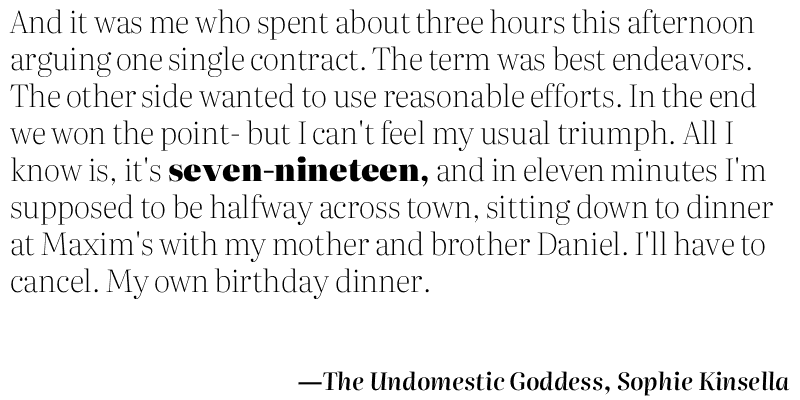 And it was me who spent about three hours this afternoon
arguing one single contract. The term was best endeavors.
The other side wanted to use reasonable efforts. In the end
we won the point- but I can't feel my usual triumph. All I
know is, it's seven-nineteen, and in eleven minutes I'm
supposed to be halfway across town, sitting down to dinner
at Maxim's with my mother and brother Daniel. I'll have to
cancel. My own birthday dinner.
—The Undomestic Goddess, Sophie Kinsella